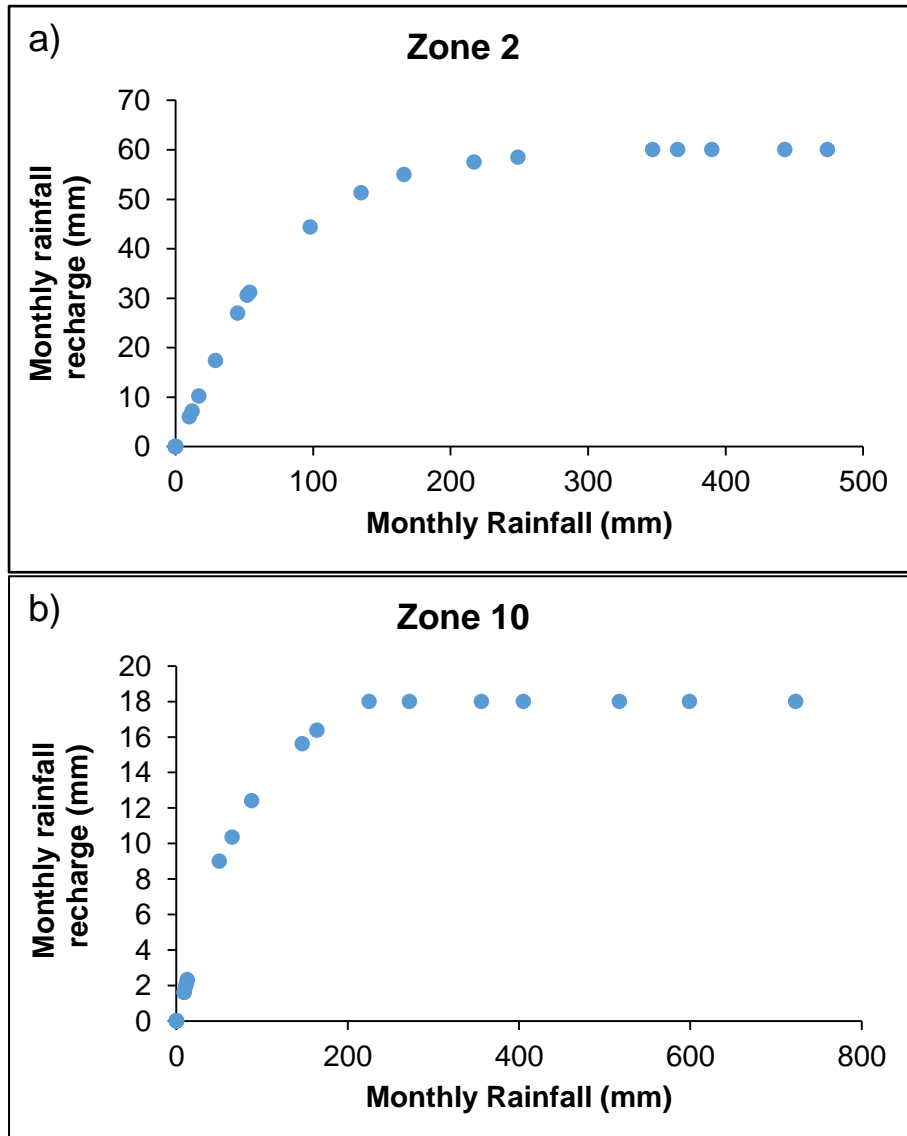 a)
Zone 2
Monthly rainfall
recharge (mm)
70
60
50
40
30
20
10
0
0 100 200 300 400 500
Monthly Rainfall (mm)
b)
Zone 10
Monthly rainfall
recharge (mm)
20
18
16
14
12
10
8
6
4
2
0
0 200 400 600 800
Monthly Rainfall (mm)